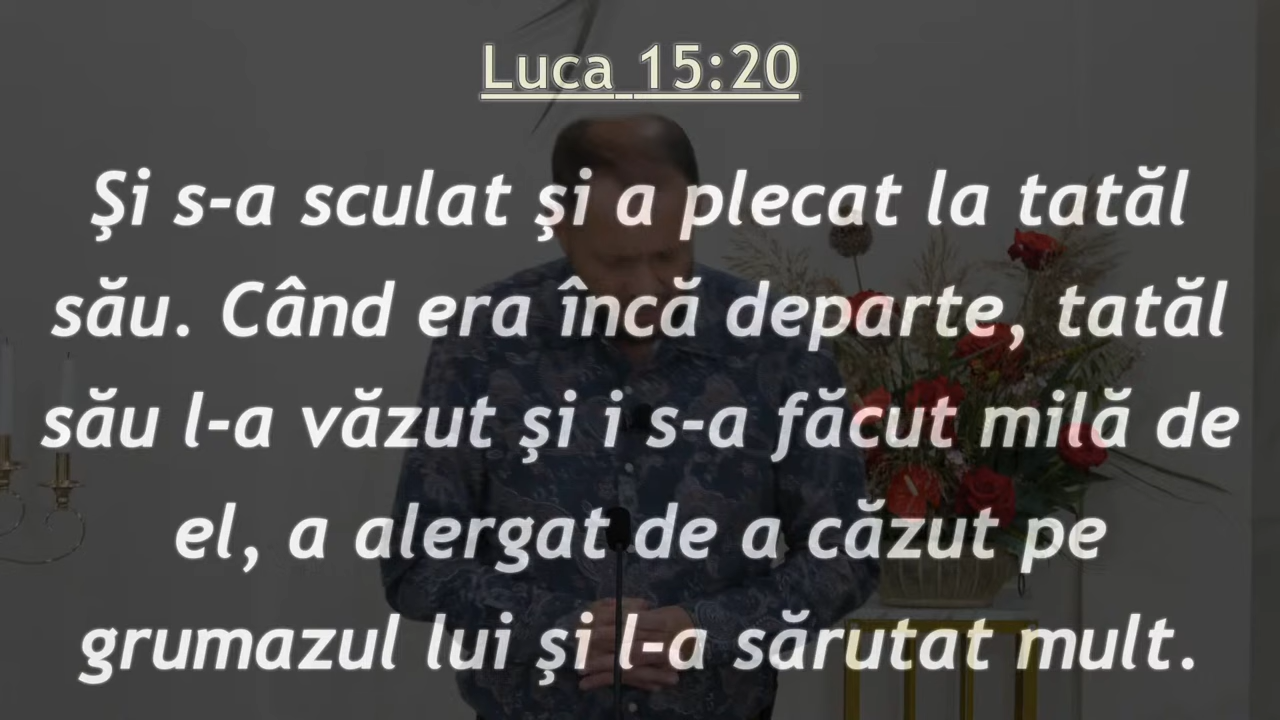 Luca 15:20
Şi s-a sculat şi a plecat la tatăl
său. Când era încă departe, tatăl
său l-a văzut şi i s-a făcut milă de
el, a alergat de a căzut pe
grumazul lui şi l-a sărutat mult.